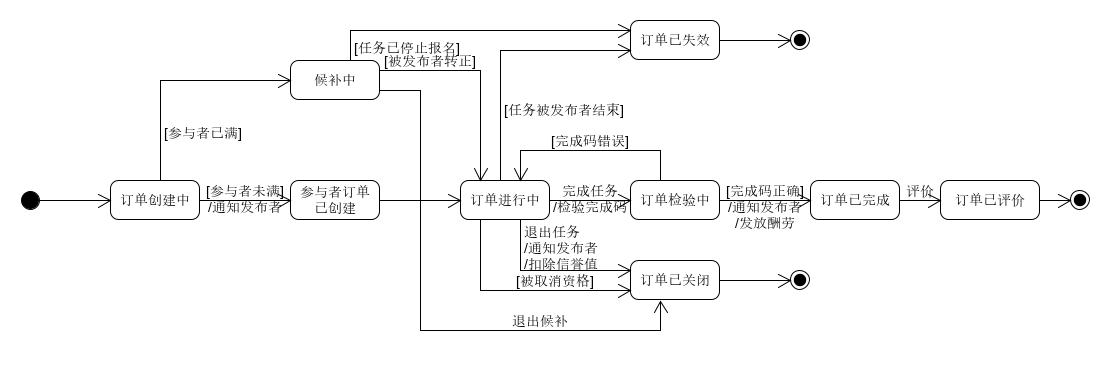 订单已失效
[任务已停止报名]
[被发布者转正]
候补中
[任务被发布者结束]
[参与者已满]
[完成码错误]
订单创建中
[参与者未满]
/通知发布者
参与者订单
已创建
订单进行中
完成任务
/检验完成码
订单检验中
[完成码正确]
/通知发布者
/发放酬劳
订单已完成
评价
订单已评价
退出任务
/通知发布者
/扣除信誉值
[被取消资格]
订单已关闭
退出候补